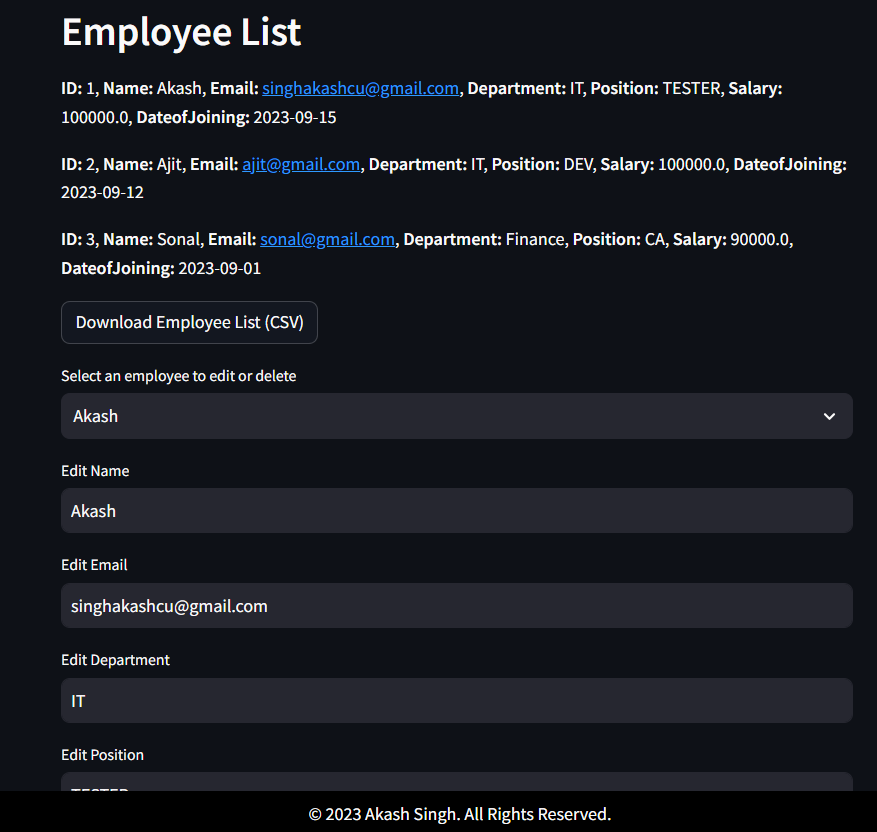 Employee List
ID: 1, Name: Akash, Email: singhakashcu@gmail.com, Department: IT, Position: TESTER, Salary:
100000.0, DateofJoining: 2023-09-15
ID: 2, Name: Ajit, Email: ajit@gmail.com, Department: IT, Position: DEV, Salary: 100000.0, DateofJoining:
2023-09-12
ID: 3, Name: Sonal, Email: sonal@gmail.com, Department: Finance, Position: CA, Salary: 90000.0,
DateofJoining: 2023-09-01
Download Employee List (CSV)
Select an employee to edit or delete
Akash
Edit Name
Akash
Edit Email
singhakashcu@gmail.com
Edit Department
IT
Edit Position
TESTER
© 2023 Akash Singh. All Rights Reserved.